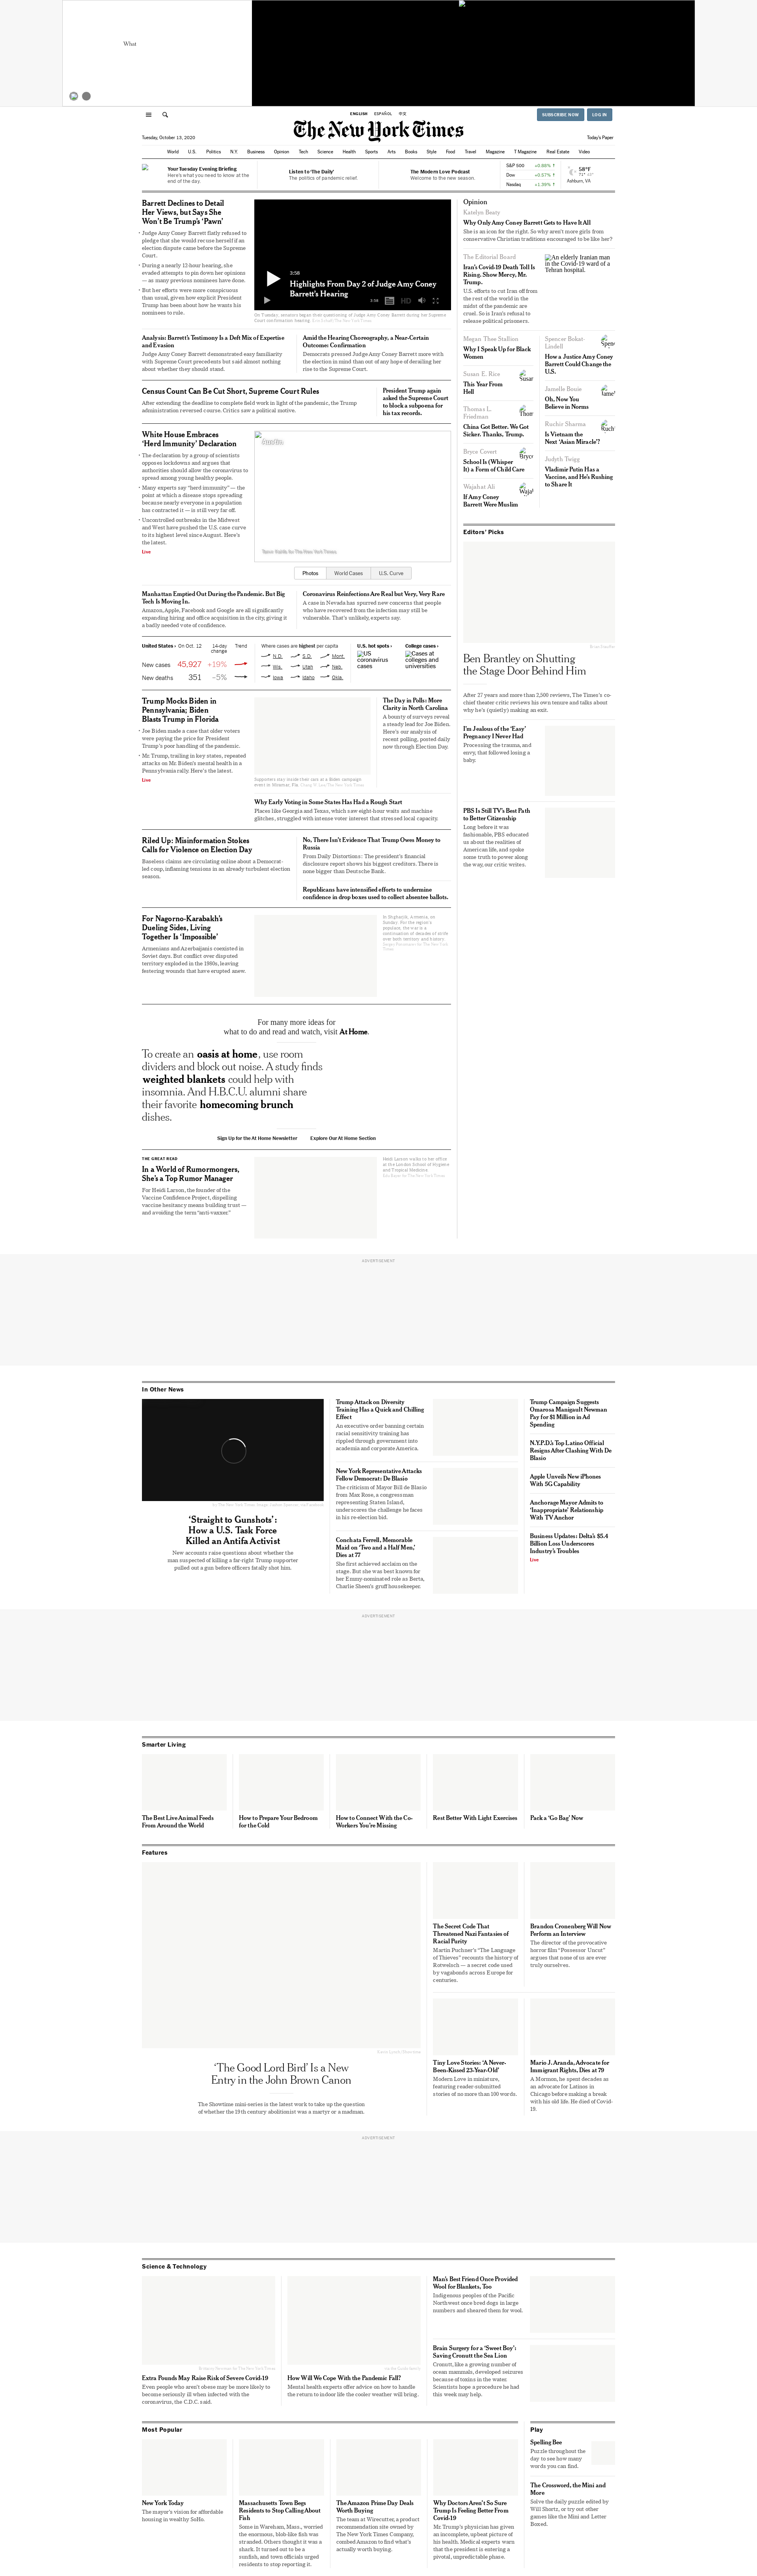 What
ENGLISH ESPAÑOL 中文
SUBSCRIBE NOW LOG IN
The New York Times
Tuesday, October 13, 2020
Today's Paper
World U.S. Politics N.Y. Business Opinion Tech Science Health Sports Arts Books Style Food Travel Magazine T Magazine Real Estate Video
Your Tuesday Evening Briefing
Here's what you need to know at the
end of the day.
Listen to 'The Daily'
The politics of pandemic relief.
The Modern Love Podcast
Welcome to the new season.
S&P 500
Dow
Nasdaq
Ashburn, VA
Barrett Declines to Detail
Her Views, but Says She
Won't Be Trump's 'Pawn'
Judge Amy Coney Barrett flatly refused to
pledge that she would recuse herself if an
election dispute came before the Supreme
Court.
During a nearly 12-hour hearing, she
evaded attempts to pin down her opinions
— as many previous nominees have done.
But her efforts were more conspicuous
than usual, given how explicit President
Trump has been about how he wants his
nominees to rule.
3:58
Highlights From Day 2 of Judge Amy Coney
Barrett's Hearing
3:58 HD
On Tuesday, senators began their questioning of Judge Amy Coney Barrett during her Supreme
Court confirmation hearing.
Analysis: Barrett's Testimony Is a Deft Mix of Expertise
and Evasion
Judge Amy Coney Barrett demonstrated easy familiarity
with Supreme Court precedents but said almost nothing
about whether they should stand.
Amid the Hearing Choreography, a Near-Certain
Outcome: Confirmation
Democrats pressed Judge Amy Coney Barrett more with
the election in mind than out of any hope of derailing her
rise to the Supreme Court.
Census Count Can Be Cut Short, Supreme Court Rules
After extending the deadline to complete field work in light of the pandemic, the Trump
administration reversed course. Critics saw a political motive.
President Trump again
asked the Supreme Court
to block a subpoena for
his tax records.
White House Embraces
'Herd Immunity' Declaration
The declaration by a group of scientists
opposes lockdowns and argues that
authorities should allow the coronavirus
to spread among young healthy people.
Many experts say "herd immunity" — the
point at which a disease stops spreading
because nearly everyone in a population
has contracted it — is still very far off.
Uncontrolled outbreaks in the Midwest
and West have pushed the U.S. case curve
to its highest level since August. Here's
the latest.
Live
Photos World Cases U.S. Curve
Manhattan Emptied Out During the Pandemic. But Big
Tech Is Moving In.
Amazon, Apple, Facebook and Google are all significantly
expanding hiring and office acquisition in the city, giving it
a badly needed vote of confidence.
Coronavirus Reinfections Are Real but Very, Very Rare
A case in Nevada has spurred new concerns that people
who have recovered from the infection may still be
vulnerable. That's unlikely, experts say.
United States › On Oct. 12 14-day
change Trend
New cases 45,927 +19%
New deaths 351 –5%
Where cases are highest per capita
N.D. S.D. Mont.
Wis. Utah Neb.
Iowa Idaho Okla.
U.S. hot spots ›
US
coronavirus
cases
College cases ›
Cases at
colleges and
universities
Trump Mocks Biden in
Pennsylvania; Biden
Blasts Trump in Florida
Joe Biden made a case that older voters
were paying the price for President
Trump's poor handling of the pandemic.
Mr. Trump, trailing in key states, repeated
attacks on Mr. Biden's mental health in a
Pennsylvania rally. Here's the latest.
Live
Supporters stay inside their cars at a Biden campaign
event in Miramar, Fla.
The Day in Polls: More
Clarity in North Carolina
A bounty of surveys reveal
a steady lead for Joe Biden.
Here's our analysis of
recent polling, posted daily
now through Election Day.
Why Early Voting in Some States Has Had a Rough Start
Places like Georgia and Texas, which saw eight-hour waits and machine
glitches, struggled with intense voter interest that stressed local capacity.
Riled Up: Misinformation Stokes
Calls for Violence on Election Day
Baseless claims are circulating online about a Democrat-
led coup, inflaming tensions in an already turbulent election
season.
No, There Isn't Evidence That Trump Owes Money to
Russia
From Daily Distortions: The president's financial
disclosure report shows his biggest creditors. There is
none bigger than Deutsche Bank.
Republicans have intensified efforts to undermine
confidence in drop boxes used to collect absentee ballots.
For Nagorno-Karabakh's
Dueling Sides, Living
Together Is 'Impossible'
Armenians and Azerbaijanis coexisted in
Soviet days. But conflict over disputed
territory exploded in the 1980s, leaving
festering wounds that have erupted anew.
For many more ideas for
what to do and read and watch, visit At Home.
To create an oasis at home, use room
dividers and block out noise. A study finds
weighted blankets could help with
insomnia. And H.B.C.U. alumni share
their favorite homecoming brunch
dishes.
Sign Up for the At Home Newsletter Explore Our At Home Section
THE GREAT READ
In a World of Rumormongers,
She's a Top Rumor Manager
For Heidi Larson, the founder of the
Vaccine Confidence Project, dispelling
vaccine hesitancy means building trust —
and avoiding the term "anti-vaxxer."
Heidi Larson works in her office
at the London School of Hygiene
and Tropical Medicine.
Opinion
Katelyn Beaty
Why Only Amy Coney Barrett Gets to Have It All
She is an icon for the right. So why aren't more girls from
conservative Christian traditions encouraged to be like her?
The Editorial Board
Iran's Covid-19 Death Toll Is
Rising. Show Mercy, Mr.
Trump.
U.S. efforts to cut Iran off from
the rest of the world in the
midst of the pandemic are
cruel. So is Iran's refusal to
release political prisoners.
An elderly Iranian man
in the Covid-19 ward of a
Tehran hospital.
Megan Thee Stallion
Why I Speak Up for Black
Women
Susan E. Rice
This Year From
Hell
Thomas L.
Friedman
China Got Better. We Got
Sicker. Thanks, Trump.
Bryce Covert
School Is (Whisper
It) a Form of Child Care
Wajahat Ali
If Amy Coney
Barrett Were Muslim
Spencer Bokat-
Lindell
How a Justice Amy Coney
Barrett Could Change the
U.S.
Jamelle Bouie
Oh, Now You
Believe in Norms
Ruchir Sharma
Is Vietnam the
Next 'Asian Miracle'?
Judyth Twigg
Vladimir Putin Has a
Vaccine, and He's Rushing
to Share It
Editors' Picks
Ben Brantley on Shutting
the Stage Door Behind Him
After 27 years and more than 2,500 reviews, The Times's co-
chief theater critic reviews his own tenure and talks about
why he's (quietly) making an exit.
I'm Jealous of the 'Easy'
Pregnancy I Never Had
Processing the trauma, and
envy, that followed losing a
baby.
PBS Is Still TV's Best Path
to Better Citizenship
Long before it was
fashionable, PBS educated
us about the realities of
American life, and spoke
some truth to power along
the way, our critic writes.
ADVERTISEMENT
In Other News
'Straight to Gunshots':
How a U.S. Task Force
Killed an Antifa Activist
New accounts raise questions about whether the
man suspected of killing a far-right Trump supporter
pulled out a gun before officers fatally shot him.
Trump Attack on Diversity
Training Has a Quick and Chilling
Effect
An executive order banning certain
racial sensitivity training has
rippled through government into
academia and corporate America.
New York Representative Attacks
Fellow Democrat: De Blasio
The criticism of Mayor Bill de Blasio
from Max Rose, a congressman
representing Staten Island,
underscores the challenge he faces
in his re-election bid.
Conchata Ferrell, Memorable
Maid on 'Two and a Half Men,'
Dies at 77
She first achieved acclaim on the
stage. But she was best known for
her Emmy-nominated role as Berta,
Charlie Sheen's gruff housekeeper.
Trump Campaign Suggests
Omarosa Manigault Newman
Pay for $1 Million in Ad
Spending
N.Y.P.D.'s Top Latino Official
Resigns After Clashing With De
Blasio
Apple Unveils New iPhones
With 5G Capability
Anchorage Mayor Admits to
'Inappropriate' Relationship
With TV Anchor
Business Updates: Delta's $5.4
Billion Loss Underscores
Industry's Troubles
Live
ADVERTISEMENT
Smarter Living
The Best Live Animal Feeds
From Around the World
How to Prepare Your Bedroom
for the Cold
How to Connect With the Co-
Workers You're Missing
Rest Better With Light Exercises
Pack a 'Go Bag' Now
Features
'The Good Lord Bird' Is a New
Entry in the John Brown Canon
The Showtime mini-series is the latest work to take up the question
of whether the 19th century abolitionist was a martyr or a madman.
The Secret Code That
Threatened Nazi Fantasies of
Racial Purity
Martin Puchner's "The Language
of Thieves" recounts the history of
Rotwelsch — a secret code used
by vagabonds across Europe for
centuries.
Brandon Cronenberg Will Now
Perform an Interview
The director of the provocative
horror film "Possessor Uncut"
argues that none of us are ever
truly ourselves.
Tiny Love Stories: 'A Never-
Been-Kissed 23-Year-Old'
Modern Love in miniature,
featuring reader-submitted
stories of no more than 100 words.
Mario J. Aranda, Advocate for
Immigrant Rights, Dies at 79
A Mormon, he spent decades as
an advocate for Latinos in
Chicago before making a break
with his old life. He died of Covid-
19.
ADVERTISEMENT
Science & Technology
Extra Pounds May Raise Risk of Severe Covid-19
Even people who aren't obese may be more likely to
become seriously ill when infected with the
coronavirus, the C.D.C. said.
How Will We Cope With the Pandemic Fall?
Mental health experts offer advice on how to handle
the return to indoor life the cooler weather will bring.
Man's Best Friend Once Provided
Wool for Blankets, Too
Indigenous peoples of the Pacific
Northwest once bred dogs in large
numbers and sheared them for wool.
Brain Surgery for a 'Sweet Boy':
Saving Cronutt the Sea Lion
Cronutt, like a growing number of
ocean mammals, developed seizures
because of toxins in the water.
Scientists hope a procedure he had
this week may help.
Most Popular
New York Today
The mayor's vision for affordable
housing in wealthy SoHo.
Massachusetts Town Begs
Residents to Stop Calling About
Fish
Some in Wareham, Mass., worried
the enormous, blob-like fish was
stranded. Others thought it was a
shark. It turned out to be a
sunfish, and town officials urged
residents to stop reporting it.
The Amazon Prime Day Deals
Worth Buying
The team at Wirecutter, a product
recommendation site owned by
The New York Times Company,
combed Amazon to find what's
actually worth buying.
Why Doctors Aren't So Sure
Trump Is Feeling Better From
Covid-19
Mr. Trump's physician has given
an incomplete, upbeat picture of
his health. Medical experts warn
that the president is entering a
pivotal, unpredictable phase.
Play
Spelling Bee
Puzzle throughout the
day to see how many
words you can find.
The Crossword, the Mini and
More
Solve the daily puzzle edited by
Will Shortz, or try out other
games like the Mini and Letter
Boxed.